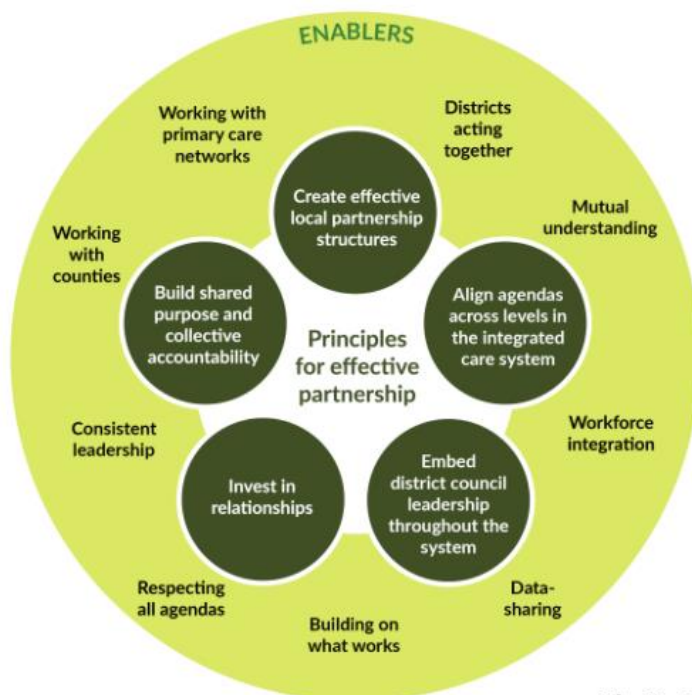 ENABLERS
Working with
primary care
networks
Districts
acting
together
Mutual
understanding
Workforce
integration
Data-
sharing
Building on
what works
Respecting
all agendas
Consistent
leadership
Working
with
counties
Create effective
local partnership
structures
Align agendas
across levels in
the integrated
care system
Embed
district council
leadership
throughout the
system
Invest in
relationships
Build shared
purpose and
collective
accountability
Principles
for effective
partnership